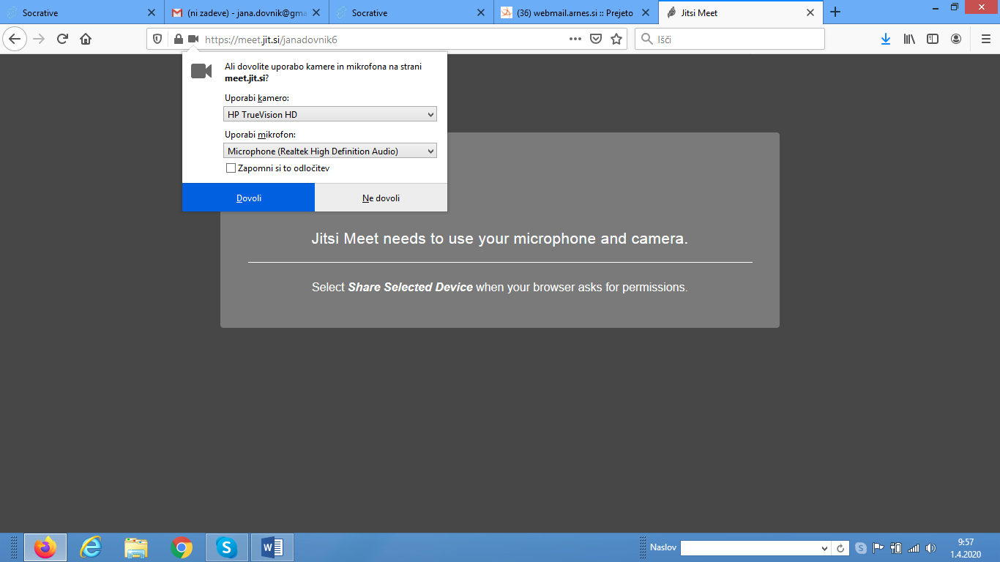 Socrative
(ni zadeve) - jana.dovnik@gma
Socrative
(36) webmail.arnes.si :: Prejeto
Jitsi Meet
https://meet.jit.si/janadovnik6
Išči
Ali dovolite uporabo kamere in mikrofona na strani
meet.jit.si?
Uporabi kamero:
HP TrueVision HD
Uporabi mikrofon:
Microphone (Realtek High Definition Audio)
Zapomni si to odločitev
Dovoli
Ne dovoli
Jitsi Meet needs to use your microphone and camera.
Select Share Selected Device when your browser asks for permissions.
Naslov
9:57
1.4.2020